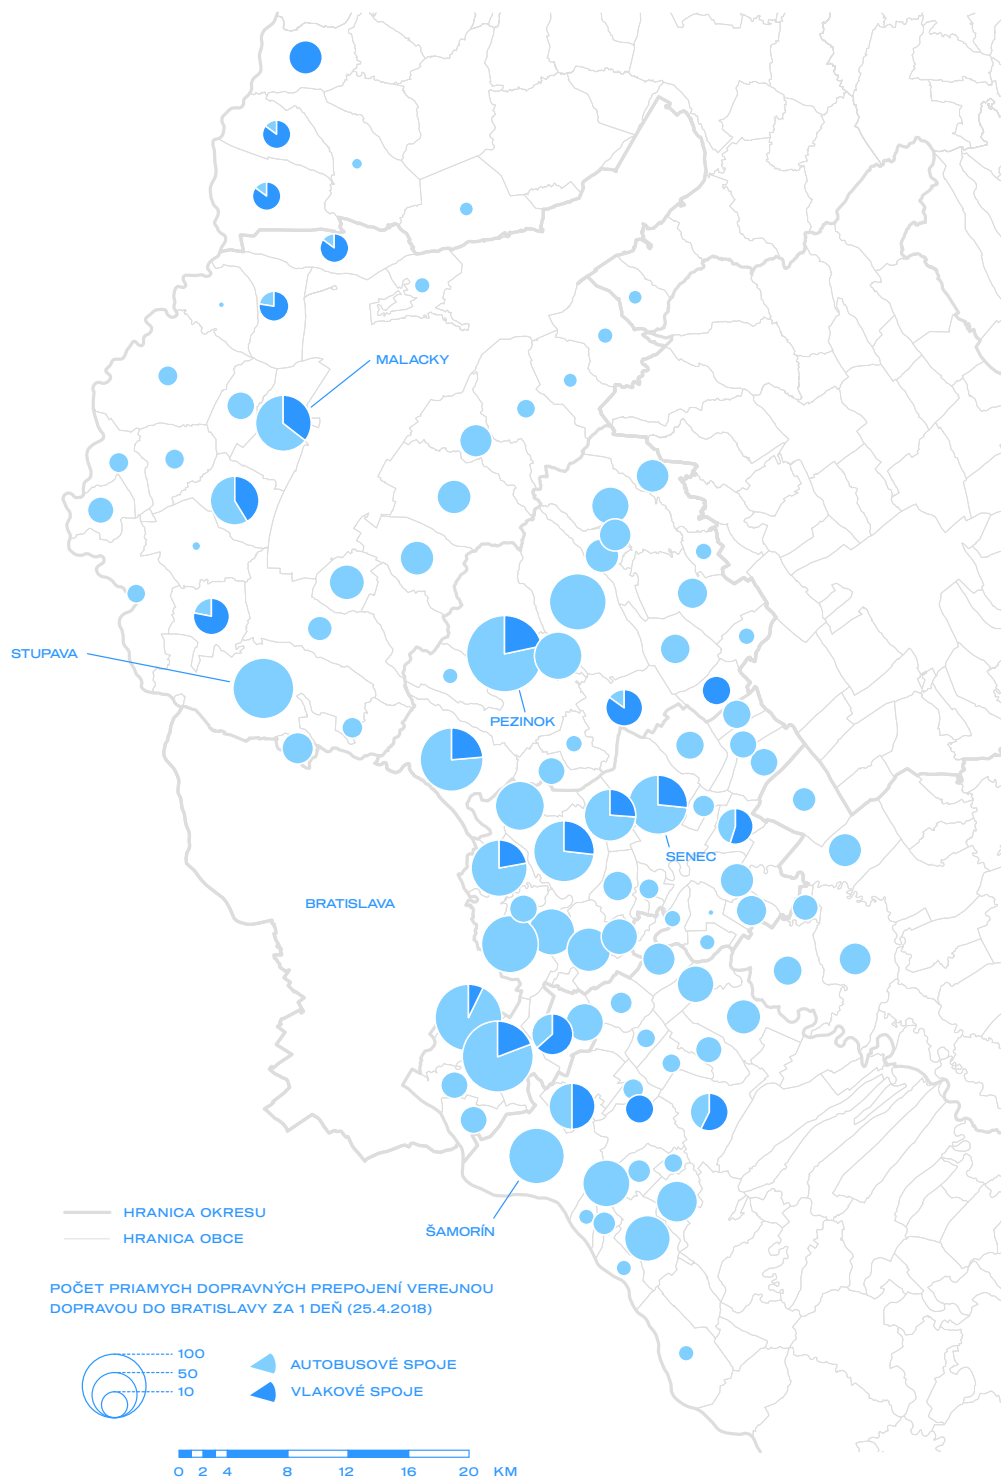 MALACKY
STUPAVA
PEZINOK
SENEC
BRATISLAVA
ŠAMORÍN
HRANICA OKRESU
HRANICA OBCE
POČET PRIAMYCH DOPRAVNÝCH PREPOJENÍ VEREJNOU
DOPRAVOU DO BRATISLAVY ZA 1 DEŇ (25.4.2018)
100
50
10
AUTOBUSOVÉ SPOJE
VLAKOVÉ SPOJE
0 2 4 8 12 16 20 KM